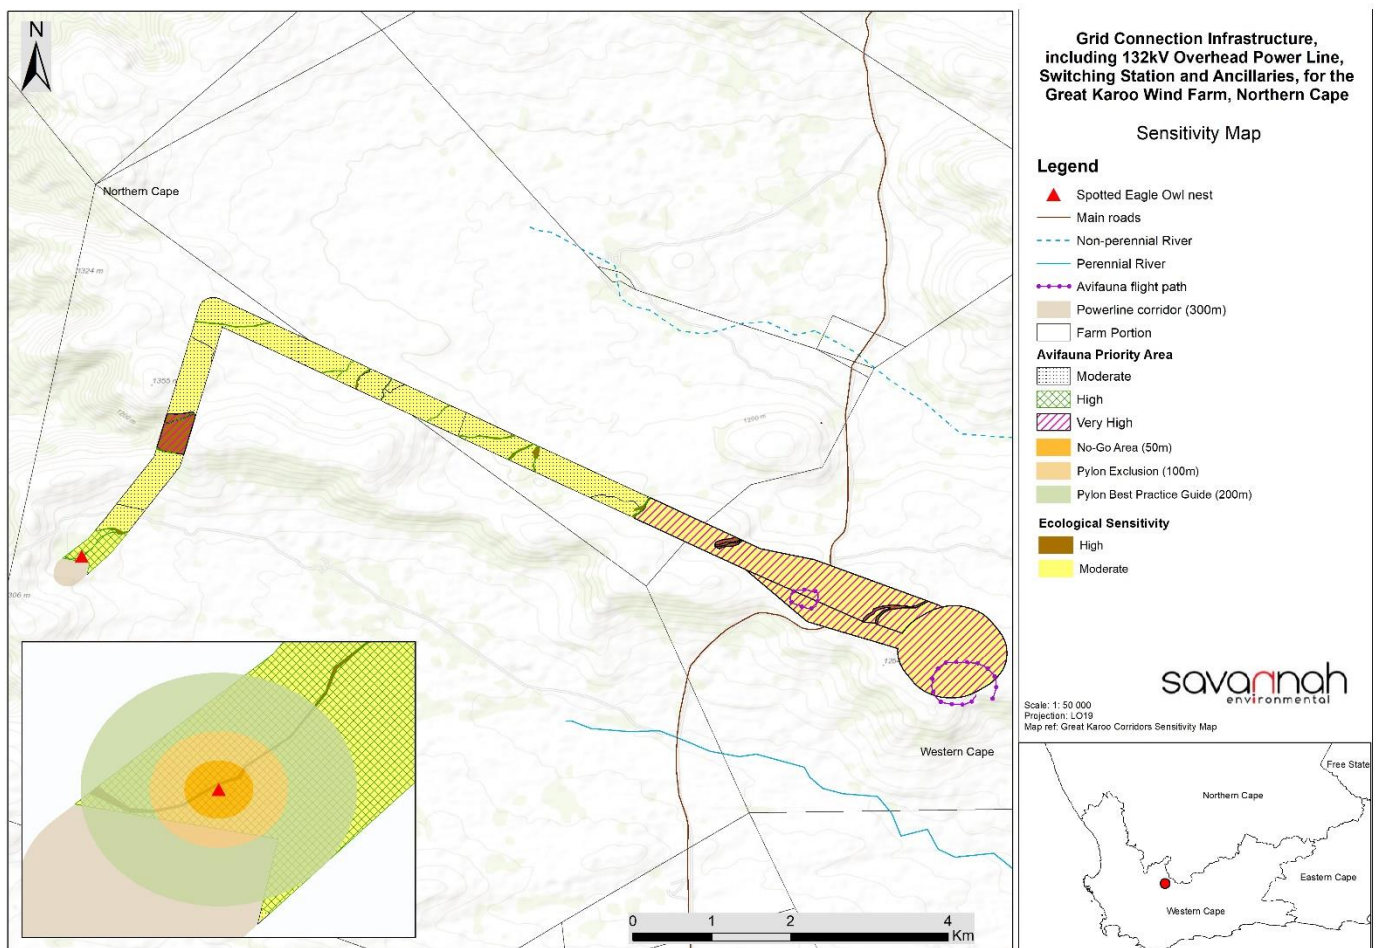 N
Northern Cape
1324 m
1355 m
1390 m
306 m
Western Cape
0 1 2 4
Km
Grid Connection Infrastructure,
including 132kV Overhead Power Line,
Switching Station and Ancillaries, for the
Great Karoo Wind Farm, Northern Cape
Sensitivity Map
Legend
Spotted Eagle Owl nest
Main roads
Non-perennial River
Perennial River
Avifauna flight path
Powerline corridor (300m)
Farm Portion
Avifauna Priority Area
Moderate
High
Very High
No-Go Area (50m)
Pylon Exclusion (100m)
Pylon Best Practice Guide (200m)
Ecological Sensitivity
High
Moderate
savannah
environmental
Scale: 1: 50 000
Projection: LO19
Map ref: Great Karoo Corridors Sensitivity Map
Free State
Northern Cape
Eastern Cape
Western Cape